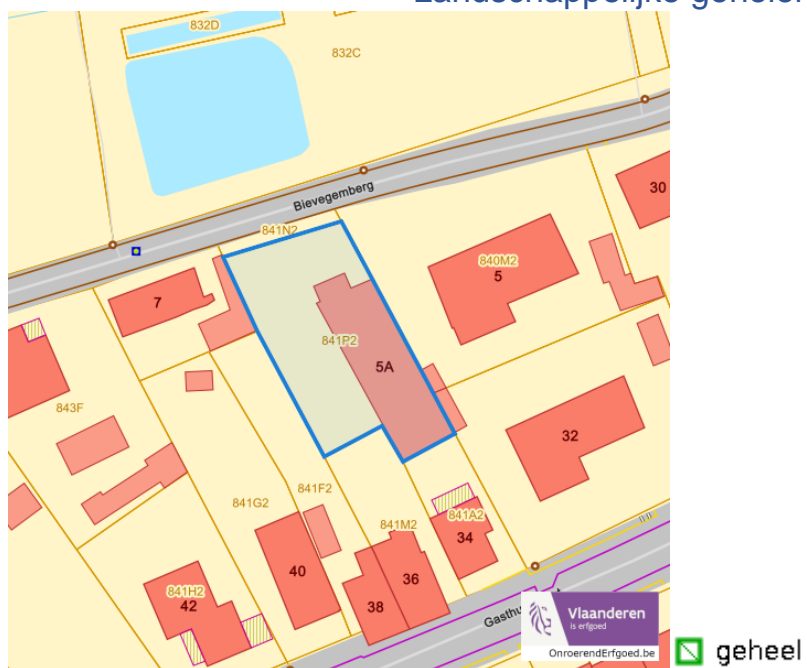 832D
832C
Bievegemberg
30
841N2
840M2
5
7
841P2
5A
843F
32
841G2
841F2
841M2
841A2
34
40
36
38
841H2
42
Vlaanderen
is erfgoed
OnroerendErfgoed.be
geheel